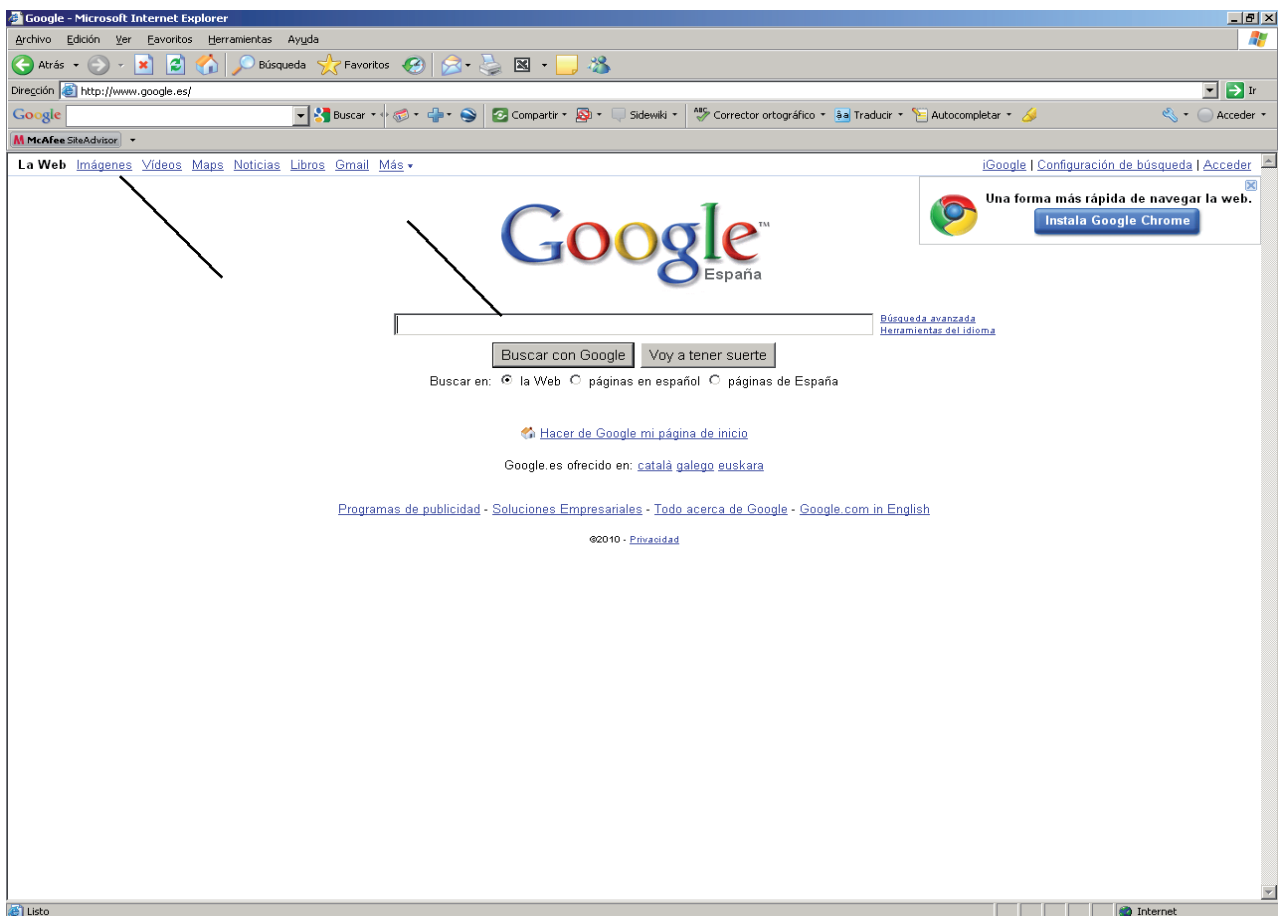 Google - Microsoft Internet Explorer
Archivo Edición Ver Favoritos Herramientas Ayuda
Atrás Búsqueda Favoritos
Dirección http://www.google.es/ Ir
Google Buscar Compartir Sidewiki ABC Corrector ortográfico Traducir Autocompletar Acceder
McAfee SiteAdvisor
La Web Imágenes Vídeos Maps Noticias Libros Gmail Más iGoogle | Configuración de búsqueda | Acceder
Una forma más rápida de navegar la web.
Instala Google Chrome
Google™
España
Búsqueda avanzada
Herramientas del idioma
Buscar con Google Voy a tener suerte
Buscar en: la Web páginas en español páginas de España
Hacer de Google mi página de inicio
Google.es ofrecido en: català galego euskara
Programas de publicidad - Soluciones Empresariales - Todo acerca de Google - Google.com in English
©2010 - Privacidad
Listo Internet